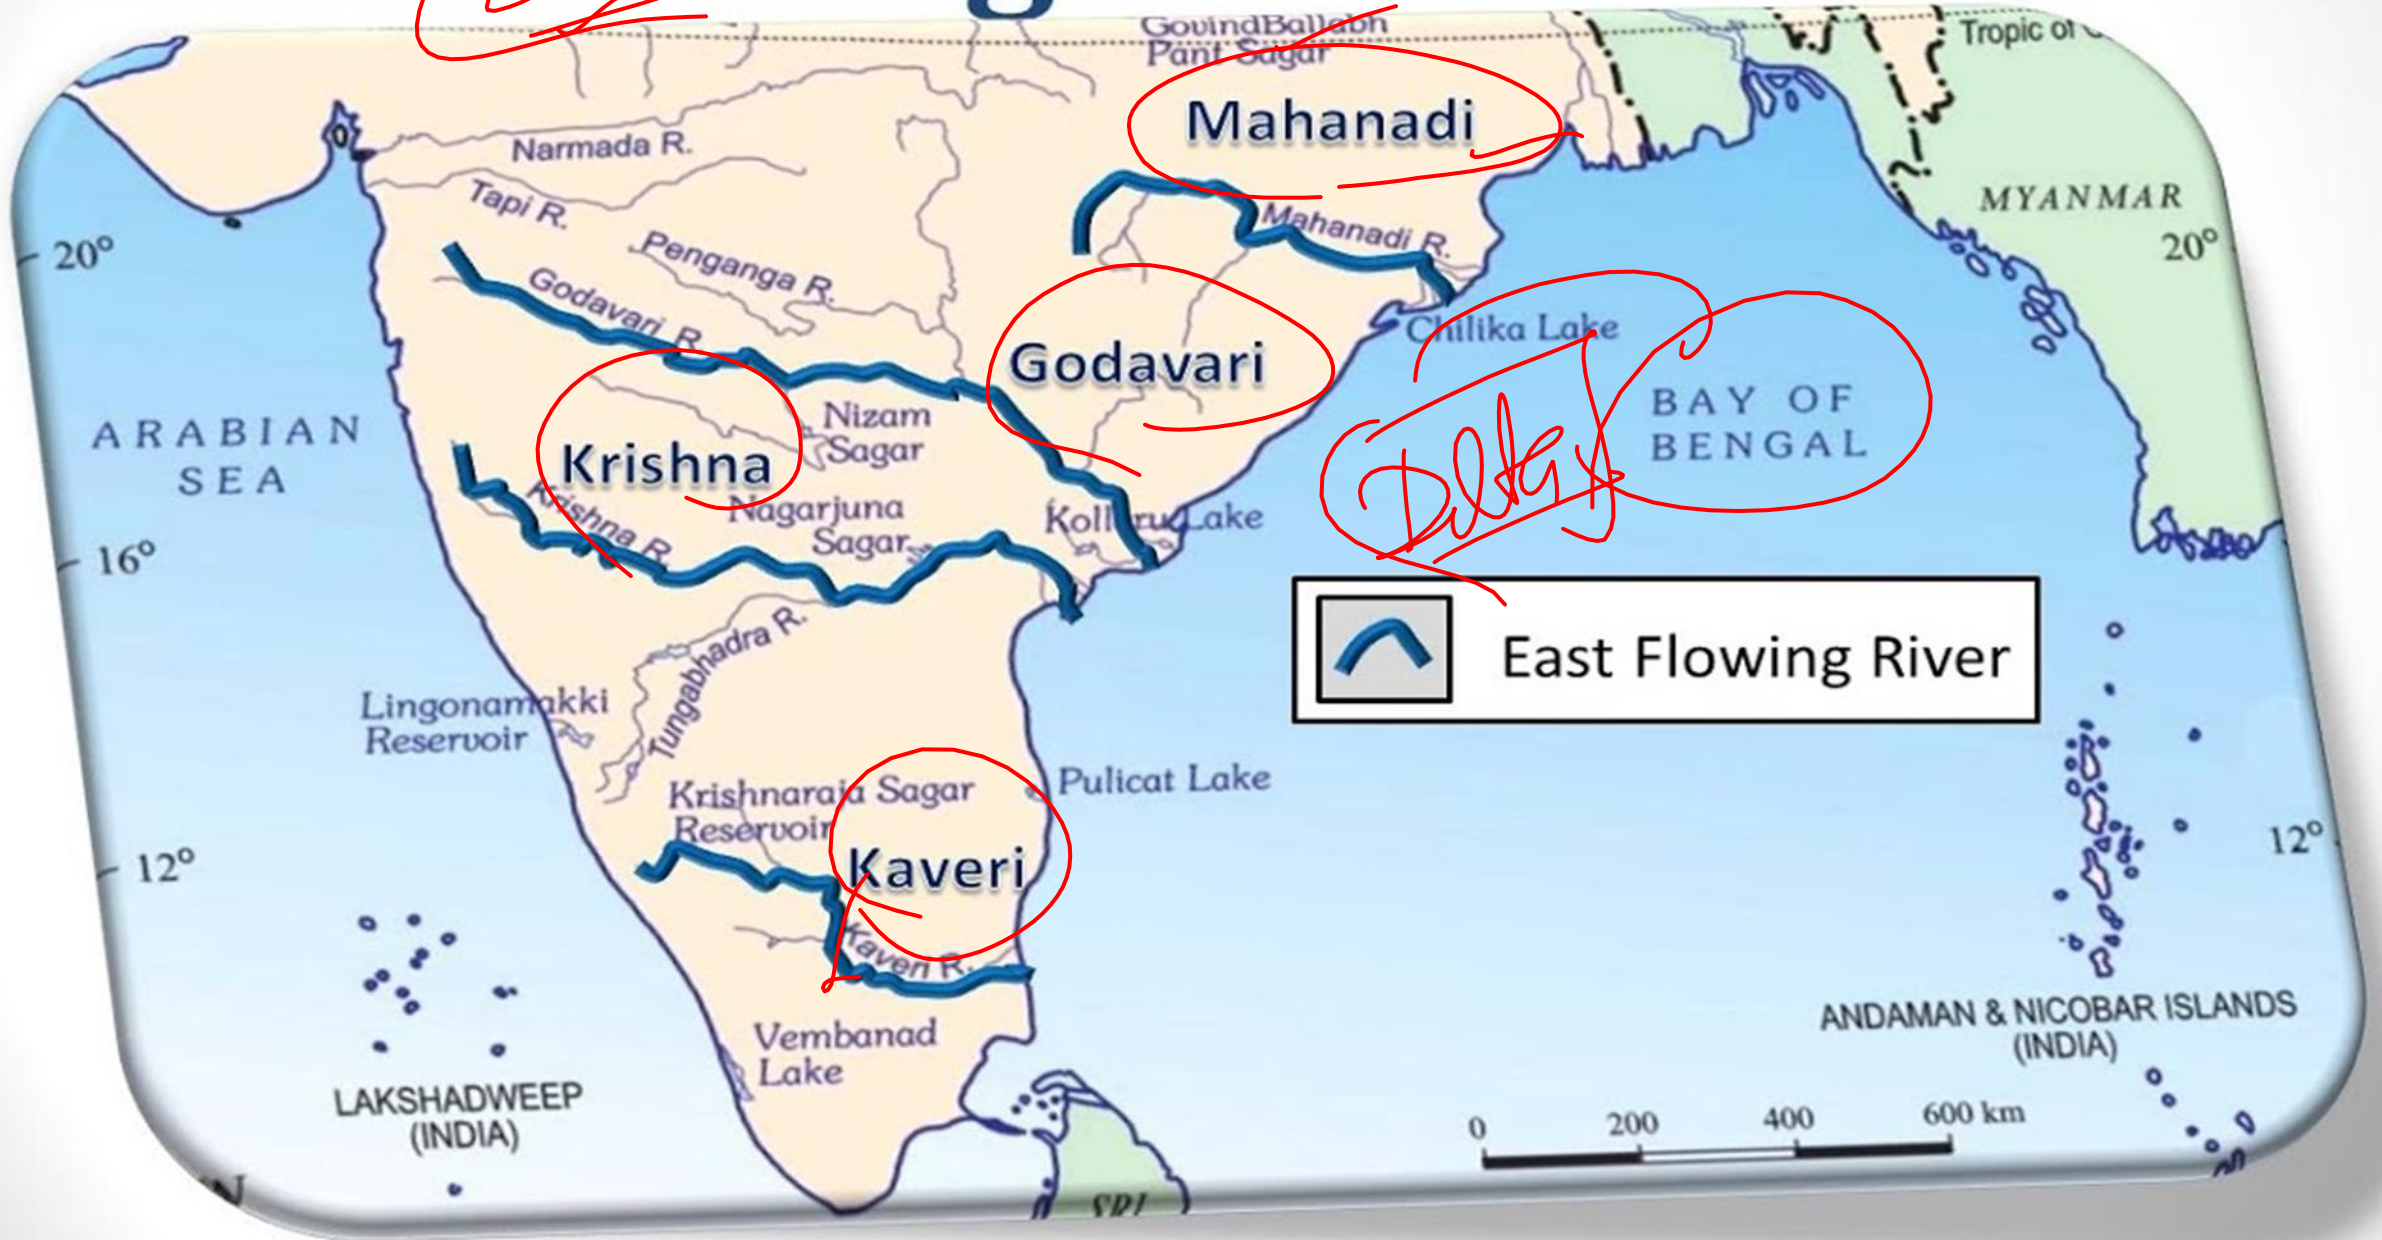 GovindBallabh
Pant Sagar
Tropic of
Mahanadi
Narmada R.
Tapi R.
Mahanadi R.
MYANMAR
20°
20°
Penganga R.
Godavari R.
Chilika Lake
Godavari
BAY OF
BENGAL
ARABIAN
SEA
Nizam
Sagar
Krishna
Delta
Krishna R.
Nagarjuna
Sagar
Kolleru Lake
16°
East Flowing River
Tungabhadra R.
Lingonamakki
Reservoir
Krishnaraja Sagar
Reservoir
Pulicat Lake
Kaveri
12°
12°
Kaveri R.
Vembanad
Lake
ANDAMAN & NICOBAR ISLANDS
(INDIA)
LAKSHADWEEP
(INDIA)
0 200 400 600 km
SRI